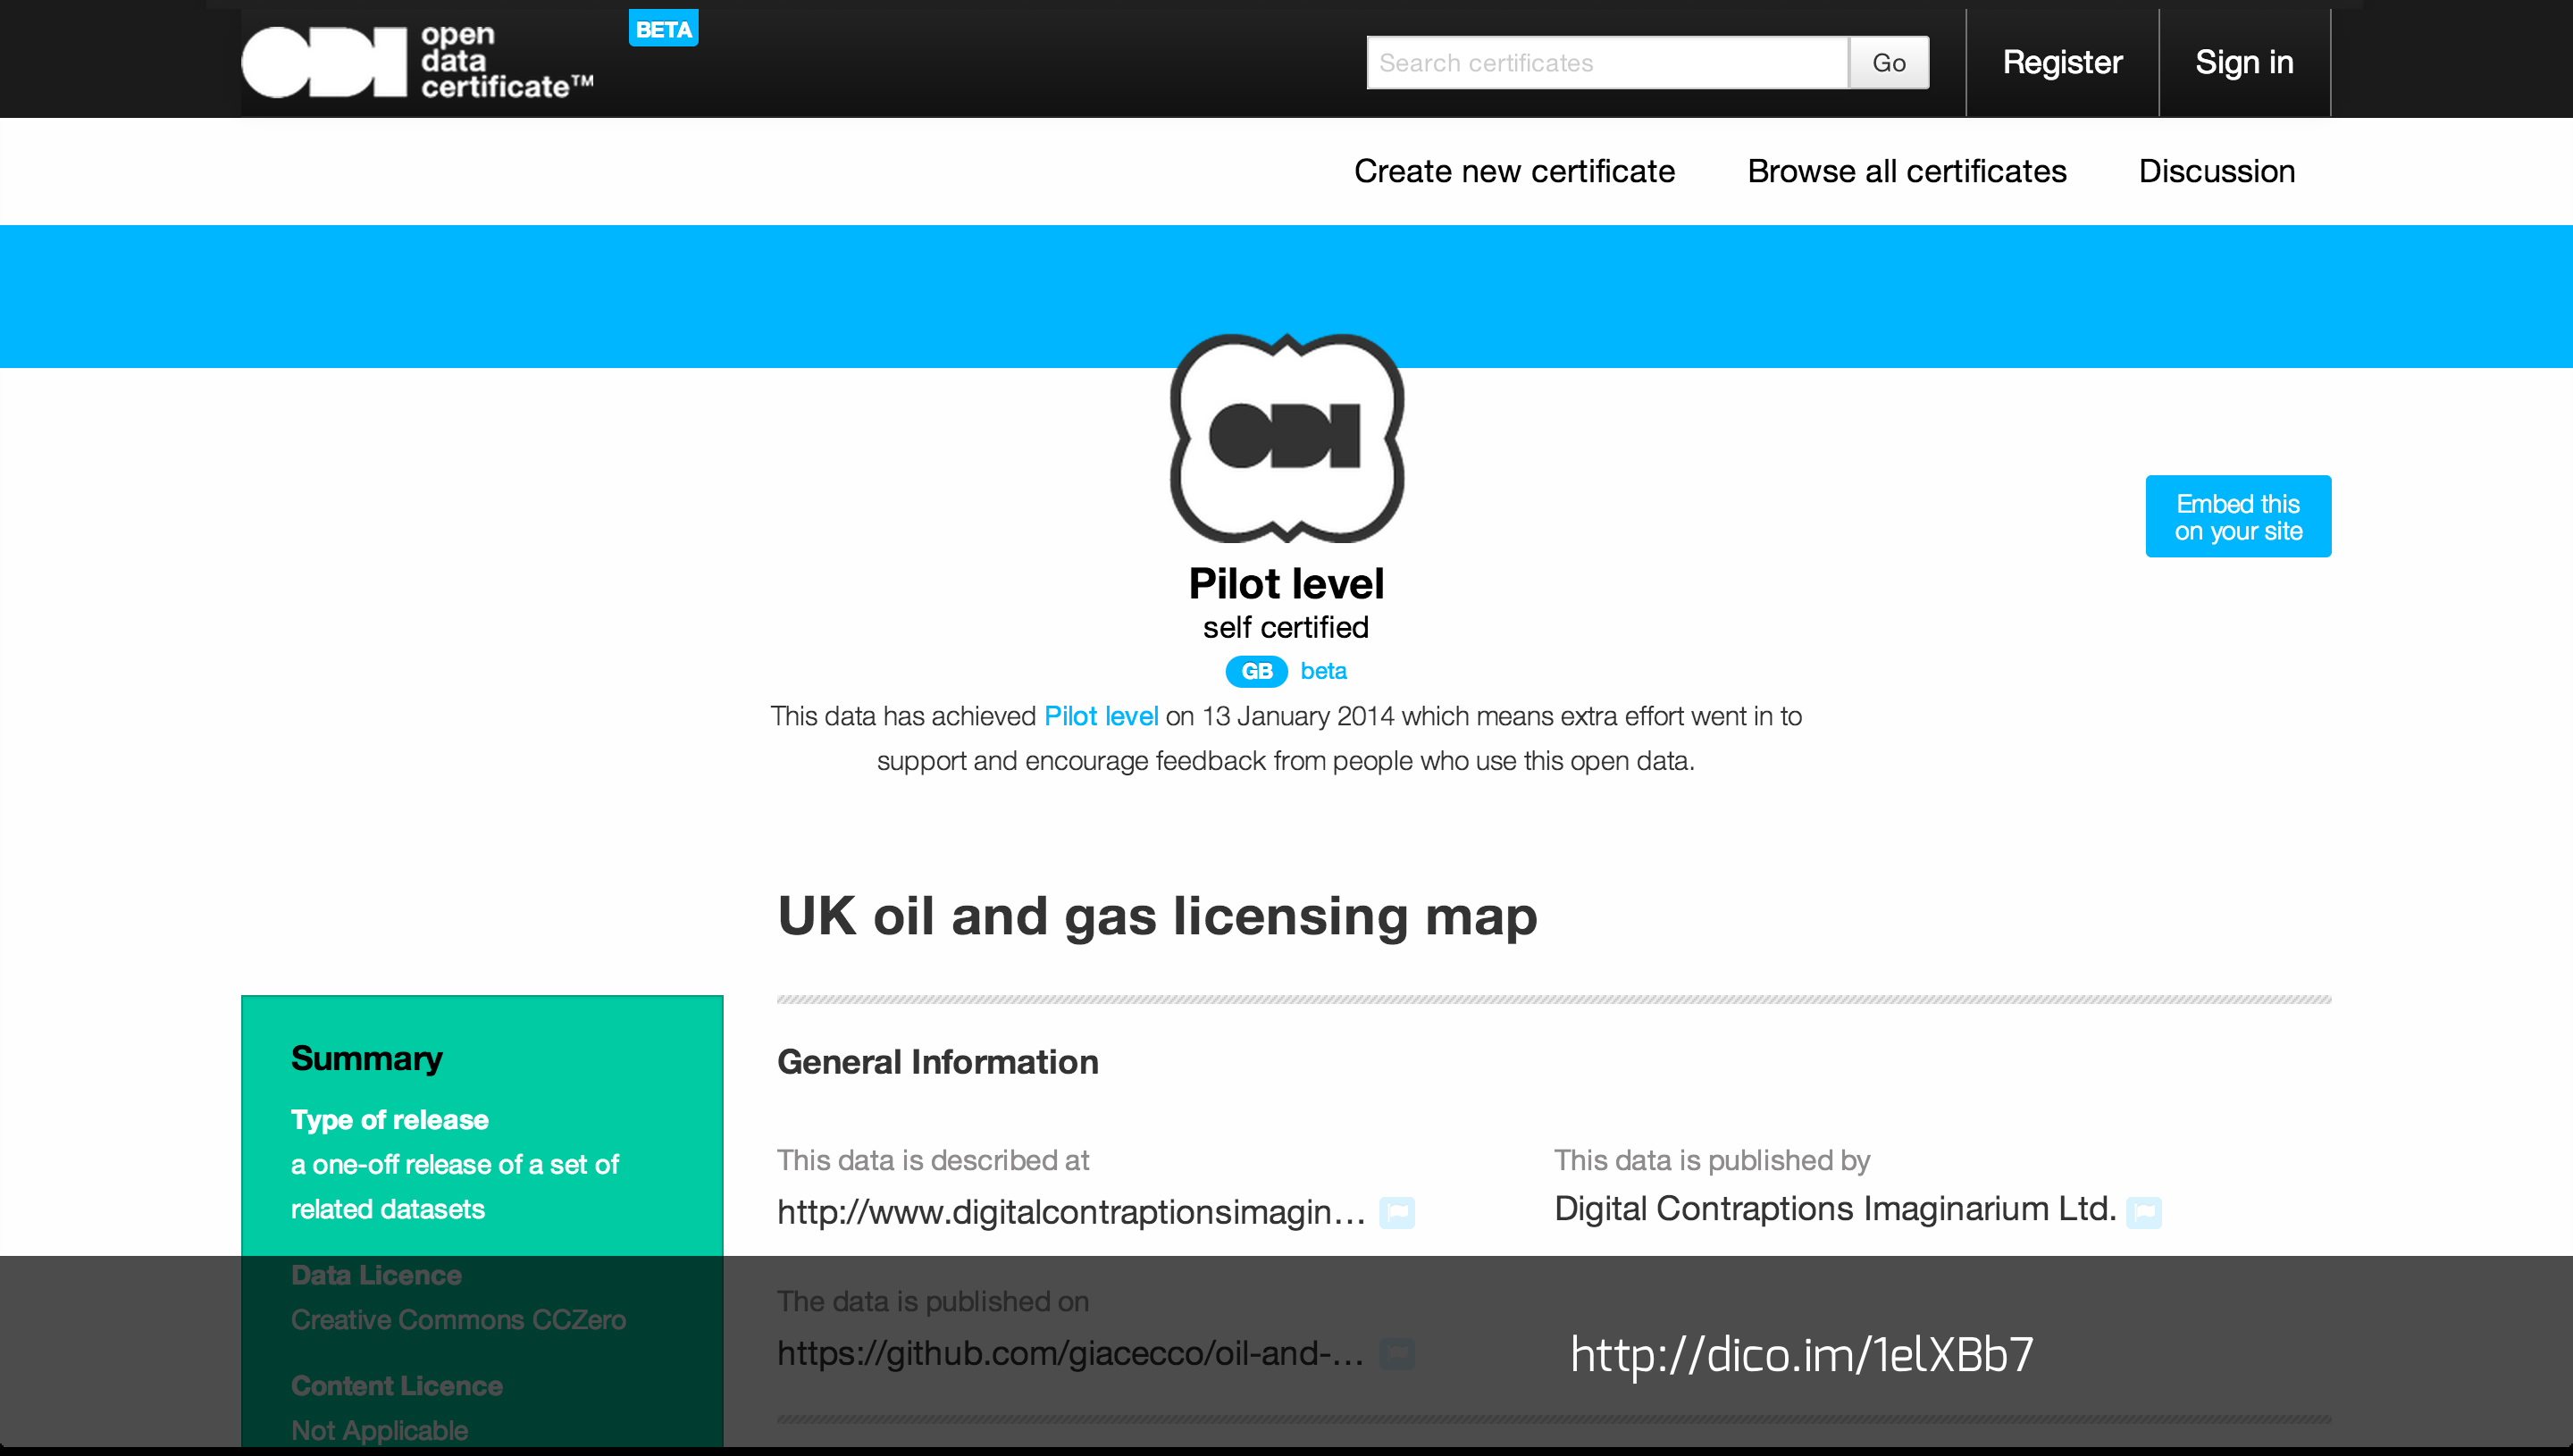 ODI open
data
certificate™
BETA
Search certificates
Go
Register
Sign in
Create new certificate
Browse all certificates
Discussion
ODI
Embed this
on your site
Pilot level
self certified
GB beta
This data has achieved Pilot level on 13 January 2014 which means extra effort went in to
support and encourage feedback from people who use this open data.
UK oil and gas licensing map
Summary
Type of release
a one-off release of a set of
related datasets
Data Licence
Creative Commons CCZero
Content Licence
Not Applicable
General Information
This data is described at
http://www.digitalcontraptionsimagin...
This data is published by
Digital Contraptions Imaginarium Ltd.
The data is published on
https://github.com/giacecco/oil-and-...
http://dico.im/1elXBb7